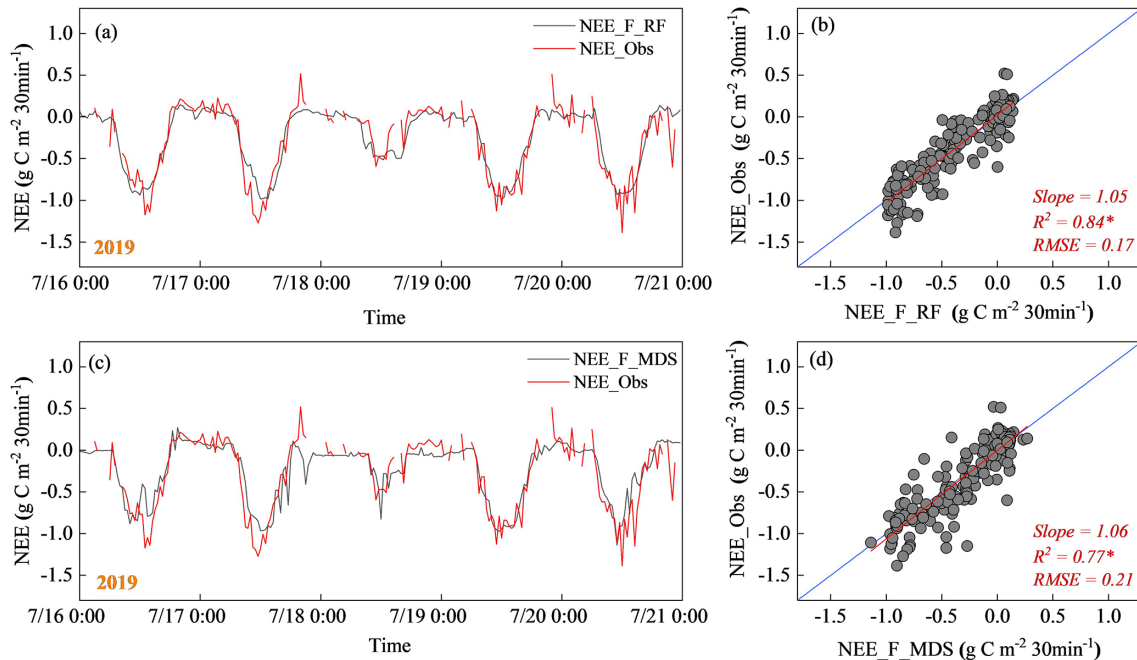 (a)
NEE_F_RF
NEE_Obs
1.0
0.5
0.0
-0.5
-1.0
-1.5
NEE (g C m⁻² 30min⁻¹)
2019
7/16 0:00 7/17 0:00 7/18 0:00 7/19 0:00 7/20 0:00 7/21 0:00
Time
(b)
1.0
0.5
0.0
-0.5
-1.0
-1.5
NEE_Obs (g C m⁻² 30min⁻¹)
Slope = 1.05
R² = 0.84*
RMSE = 0.17
-1.5 -1.0 -0.5 0.0 0.5 1.0
NEE_F_RF (g C m⁻² 30min⁻¹)
(c)
NEE_F_MDS
NEE_Obs
1.0
0.5
0.0
-0.5
-1.0
-1.5
NEE (g C m⁻² 30min⁻¹)
2019
7/16 0:00 7/17 0:00 7/18 0:00 7/19 0:00 7/20 0:00 7/21 0:00
Time
(d)
1.0
0.5
0.0
-0.5
-1.0
-1.5
NEE_Obs (g C m⁻² 30min⁻¹)
Slope = 1.06
R² = 0.77*
RMSE = 0.21
-1.5 -1.0 -0.5 0.0 0.5 1.0
NEE_F_MDS (g C m⁻² 30min⁻¹)